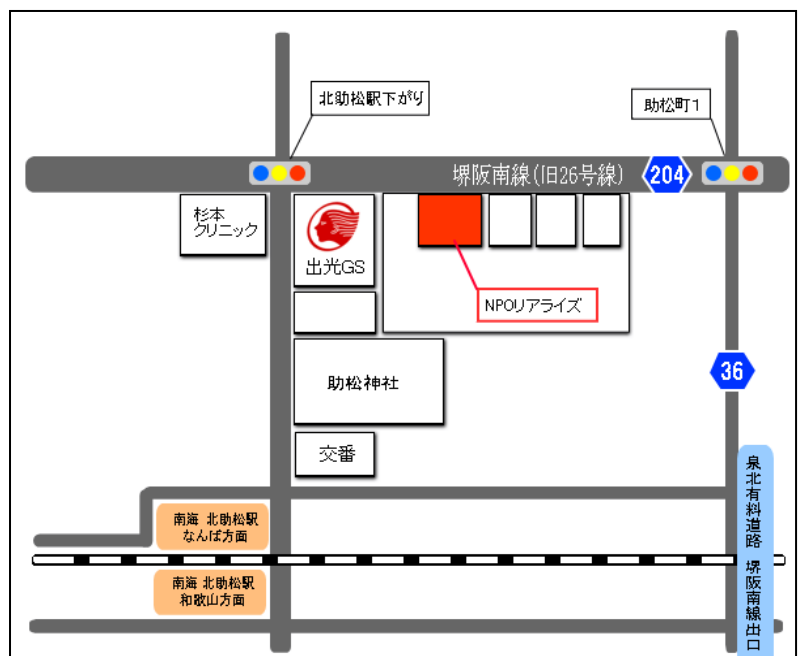 北助松駅下がり
助松町1
堺阪南線(旧26号線)
204
杉本
クリニック
出光GS
NPOリアライズ
助松神社
36
交番
泉北有料道路 堺阪南線出口
南海 北助松駅
なんば方面
南海 北助松駅
和歌山方面